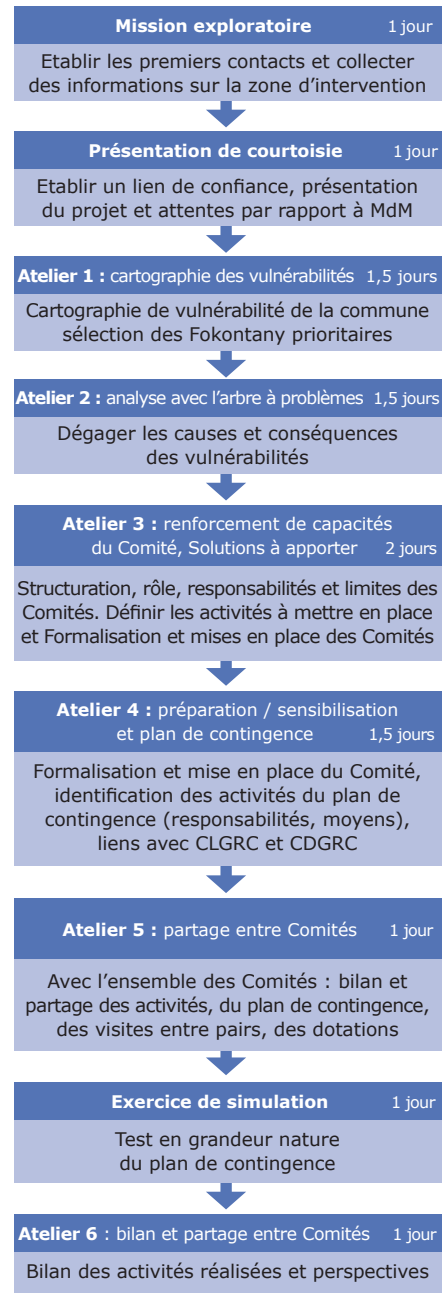 Mission exploratoire 1 jour
Etablir les premiers contacts et collecter
des informations sur la zone d'intervention
Présentation de courtoisie 1 jour
Etablir un lien de confiance, présentation
du projet et attentes par rapport à MdM
Atelier 1 : cartographie des vulnérabilités 1,5 jours
Cartographie de vulnérabilité de la commune
sélection des Fokontany prioritaires
Atelier 2 : analyse avec l'arbre à problèmes 1,5 jours
Dégager les causes et conséquences
des vulnérabilités
Atelier 3 : renforcement de capacités
du Comité, Solutions à apporter 2 jours
Structuration, rôle, responsabilités et limites des
Comités. Définir les activités à mettre en place
et Formalisation et mises en place des Comités
Atelier 4 : préparation / sensibilisation
et plan de contingence 1,5 jours
Formalisation et mise en place du Comité,
identification des activités du plan de
contingence (responsabilités, moyens),
liens avec CLGRC et CDGRC
Atelier 5 : partage entre Comités 1 jour
Avec l'ensemble des Comités : bilan et
partage des activités, du plan de contingence,
des visites entre pairs, des dotations
Exercice de simulation 1 jour
Test en grandeur nature
du plan de contingence
Atelier 6 : bilan et partage entre Comités 1 jour
Bilan des activités réalisées et perspectives